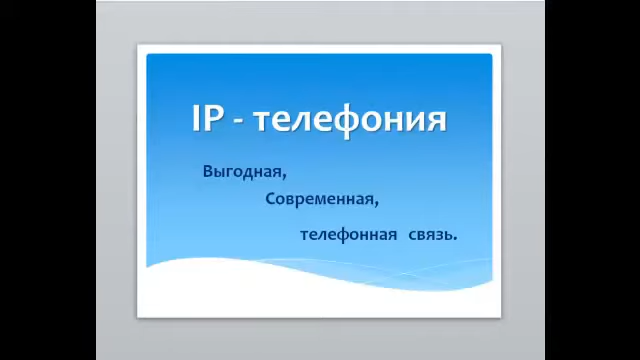 IP - телефония
Выгодная,
Современная,
телефонная связь.